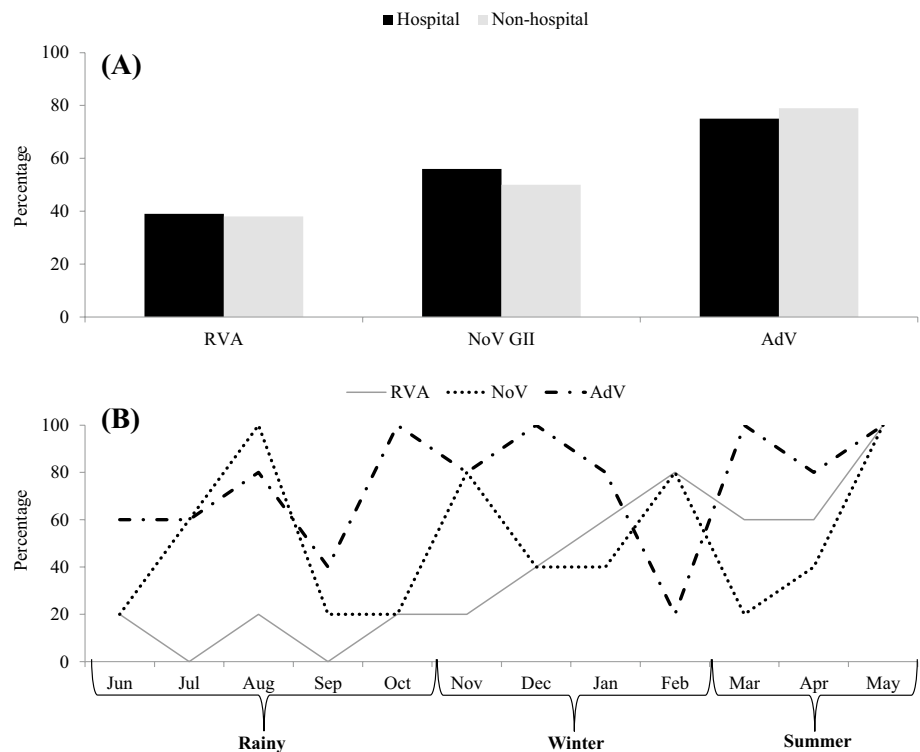 Hospital Non-hospital
(A)
Percentage
100
80
60
40
20
0
RVA NoV GII AdV
RVA NoV AdV
(B)
Percentage
100
80
60
40
20
0
Jun Jul Aug Sep Oct Nov Dec Jan Feb Mar Apr May
Rainy Winter Summer